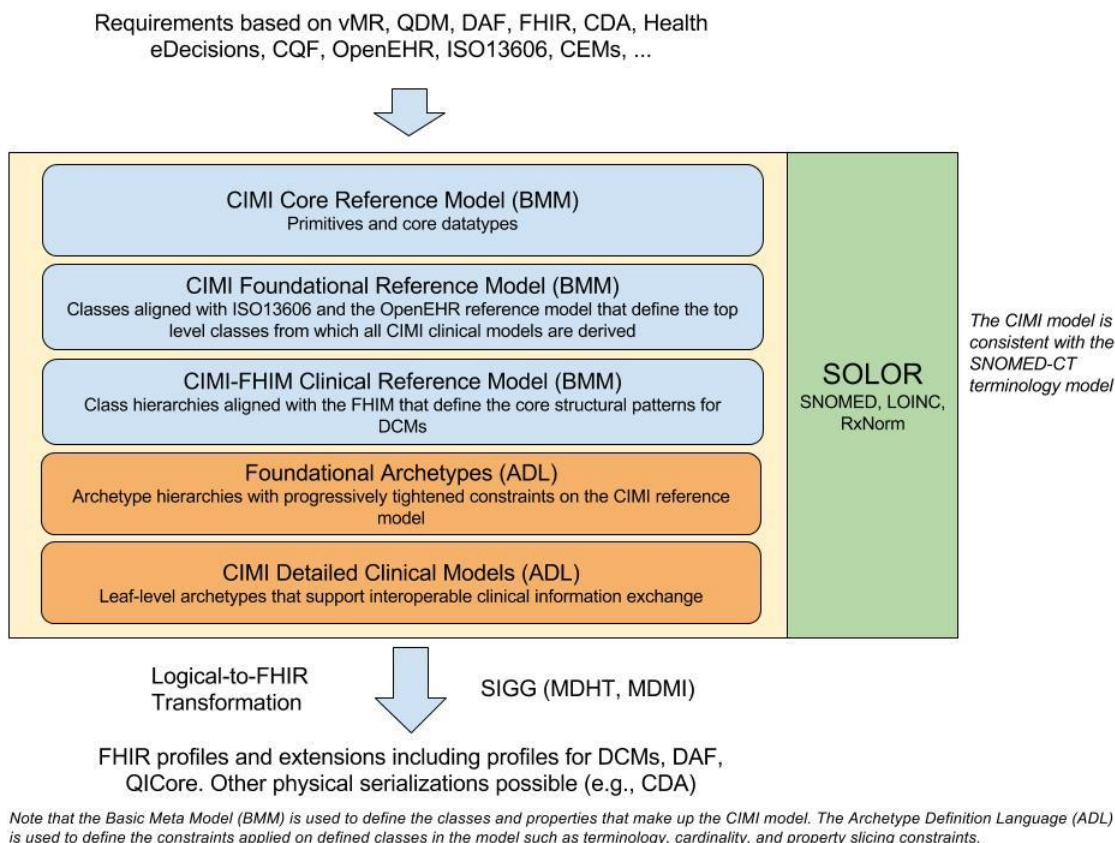 Requirements based on vMR, QDM, DAF, FHIR, CDA, Health
eDecisions, CQF, OpenEHR, ISO13606, CEMs, ...
CIMI Core Reference Model (BMM)
Primitives and core datatypes
CIMI Foundational Reference Model (BMM)
Classes aligned with ISO13606 and the OpenEHR reference model that define the top
level classes from which all CIMI clinical models are derived
CIMI-FHIM Clinical Reference Model (BMM)
Class hierarchies aligned with the FHIM that define the core structural patterns for
DCMs
Foundational Archetypes (ADL)
Archetype hierarchies with progressively tightened constraints on the CIMI reference
model
CIMI Detailed Clinical Models (ADL)
Leaf-level archetypes that support interoperable clinical information exchange
SOLOR
SNOMED, LOINC,
RxNorm
The CIMI model is
consistent with the
SNOMED-CT
terminology model
Logical-to-FHIR
Transformation
SIGG (MDHT, MDMI)
FHIR profiles and extensions including profiles for DCMs, DAF,
QICore. Other physical serializations possible (e.g., CDA)
Note that the Basic Meta Model (BMM) is used to define the classes and properties that make up the CIMI model. The Archetype Definition Language (ADL)
is used to define the constraints applied on defined classes in the model such as terminology, cardinality, and property slicing constraints.